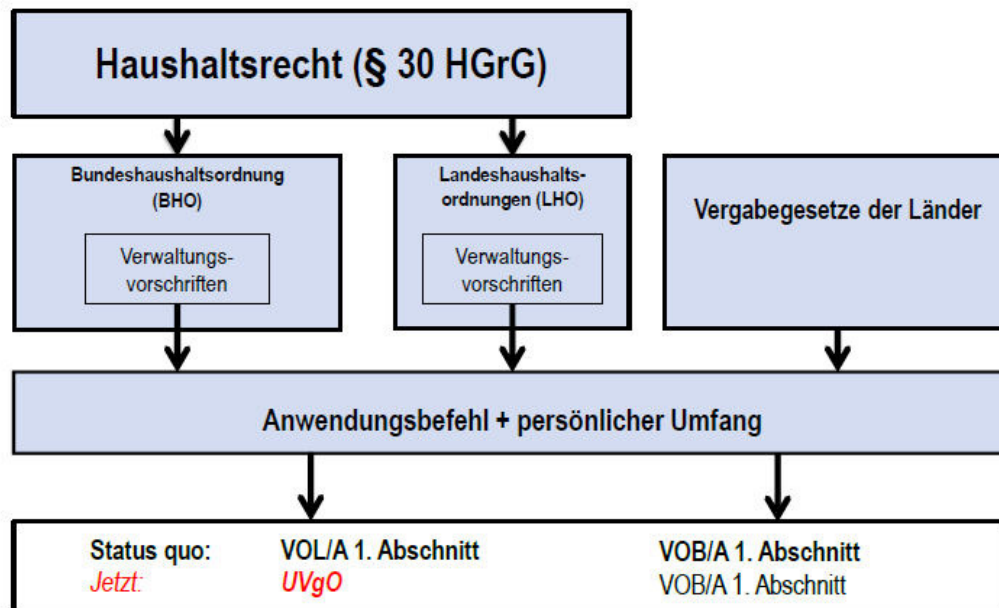 Haushaltsrecht (§ 30 HGrG)
Bundeshaushaltsordnung
(BHO)
Verwaltungs-
vorschriften
Landeshaushalts-
ordnungen (LHO)
Verwaltungs-
vorschriften
Vergabegesetze der Länder
Anwendungsbefehl + persönlicher Umfang
Status quo: VOL/A 1. Abschnitt VOB/A 1. Abschnitt
Jetzt: UVgO VOB/A 1. Abschnitt